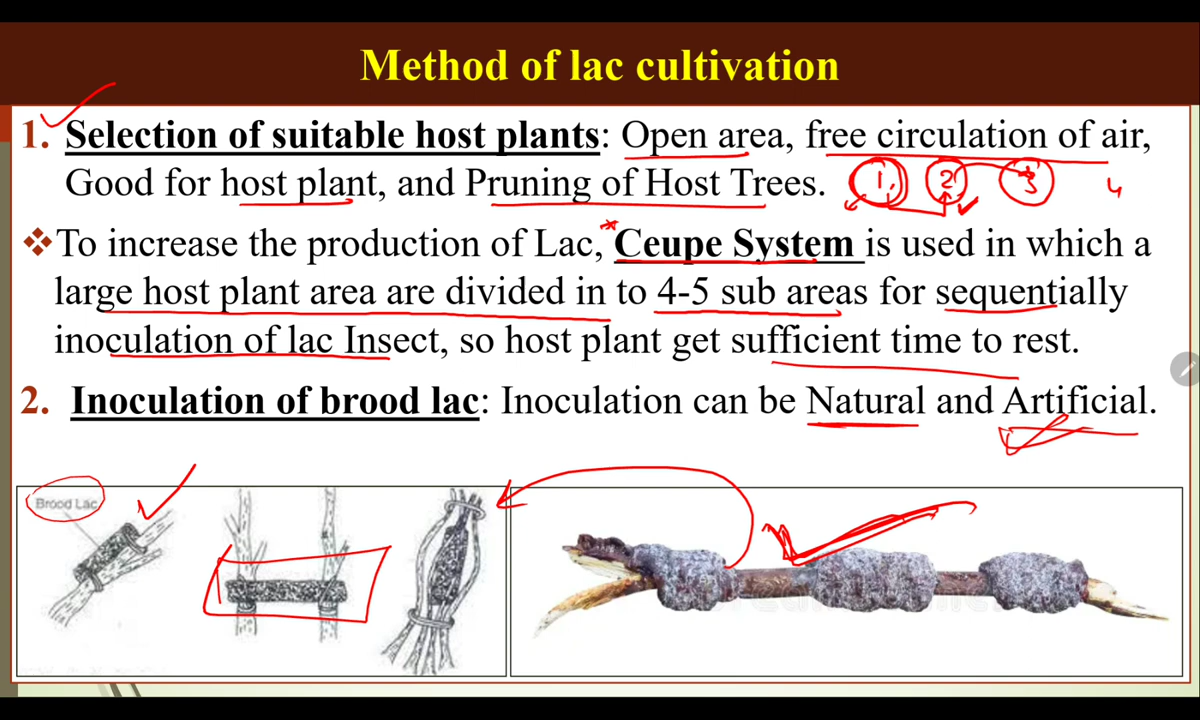 Method of lac cultivation
1. Selection of suitable host plants: Open area, free circulation of air,
Good for host plant, and Pruning of Host Trees. 1, 2 3 4
❖To increase the production of Lac, *Ceupe System is used in which a
large host plant area are divided in to 4-5 sub areas for sequentially
inoculation of lac Insect, so host plant get sufficient time to rest.
2. Inoculation of brood lac: Inoculation can be Natural and Artificial.
Brood Lac